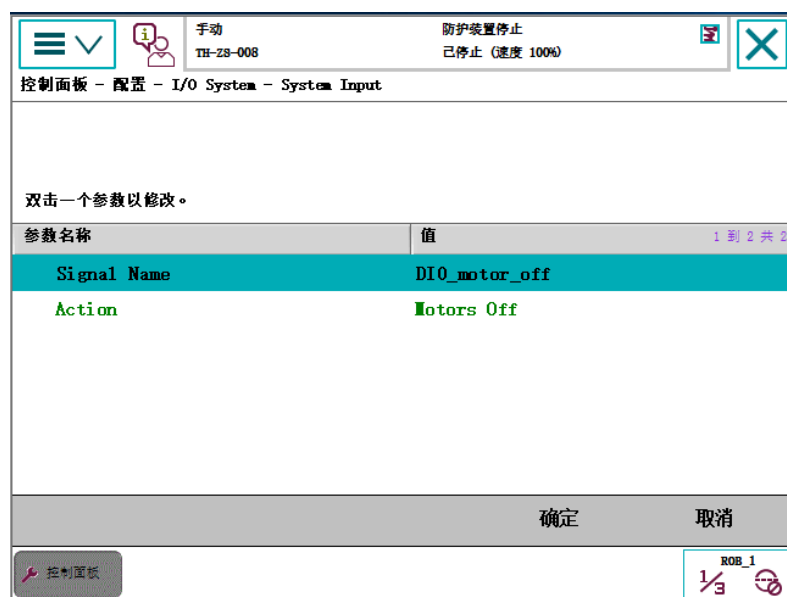 手动
TH-ZS-008
防护装置停止
己停止 (速度 100%)
控制面板 - 配置 - I/O System - System Input
双击一个参数以修改。
参数名称 值 1 到 2 共 2
Signal Name DI0_motor_off
Action Motors Off
确定 取消
控制面板
ROB_1
1/3